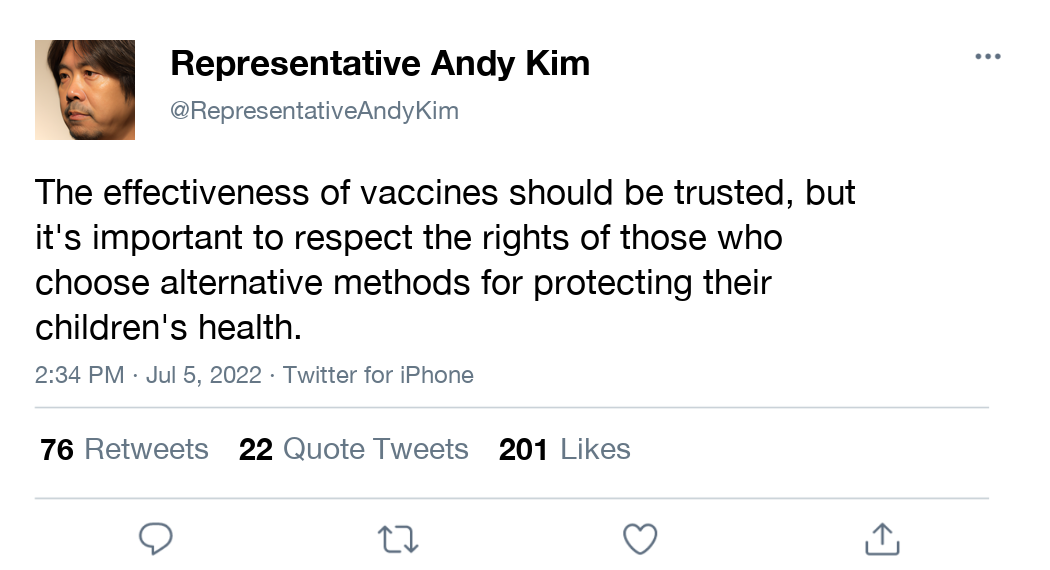 Representative Andy Kim
@RepresentativeAndyKim
The effectiveness of vaccines should be trusted, but
it's important to respect the rights of those who
choose alternative methods for protecting their
children's health.
2:34 PM · Jul 5, 2022 · Twitter for iPhone
76 Retweets 22 Quote Tweets 201 Likes